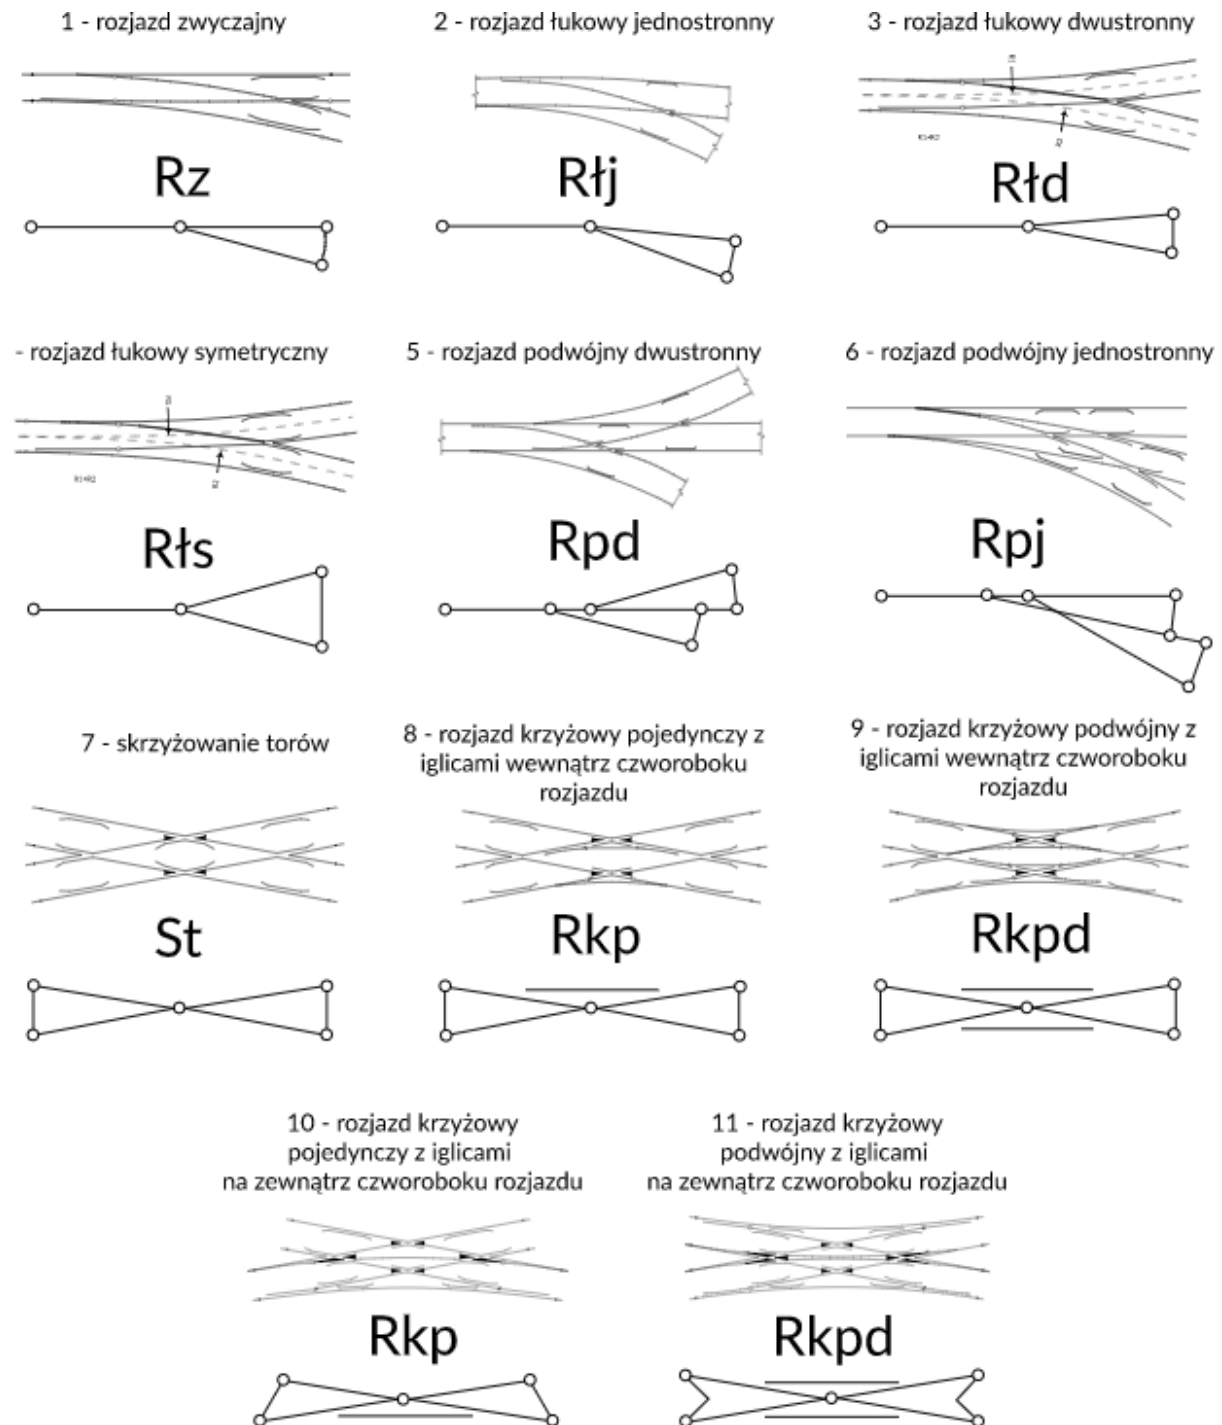 1 - rozjazd zwyczajny
2 - rozjazd łukowy jednostronny
3 - rozjazd łukowy dwustronny
Rz
Rłj
Rłd
- rozjazd łukowy symetryczny
5 - rozjazd podwójny dwustronny
6 - rozjazd podwójny jednostronny
Rłs
Rpd
Rpj
7 - skrzyżowanie torów
8 - rozjazd krzyżowy pojedynczy z
iglicami wewnątrz czworoboku
rozjazdu
9 - rozjazd krzyżowy podwójny z
iglicami wewnątrz czworoboku
rozjazdu
St
Rkp
Rkpd
10 - rozjazd krzyżowy
pojedynczy z iglicami
na zewnątrz czworoboku rozjazdu
11 - rozjazd krzyżowy
podwójny z iglicami
na zewnątrz czworoboku rozjazdu
Rkp
Rkpd